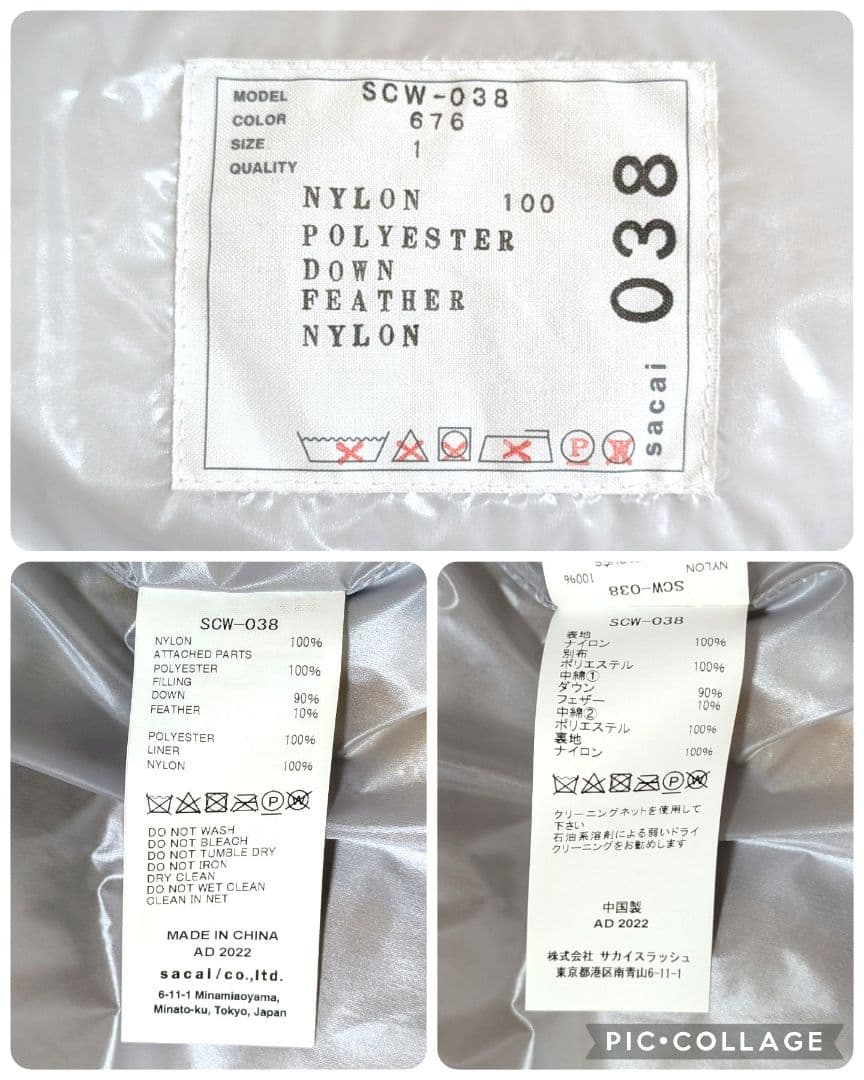 MODEL SCW-038
COLOR 676
SIZE 1
QUALITY
NYLON 100
POLYESTER
DOWN
FEATHER
NYLON
038
sacai
P
W
SCW-038
NYLON 100%
ATTACHED PARTS
POLYESTER 100%
FILLING
DOWN 90%
FEATHER 10%
POLYESTER 100%
LINER
NYLON 100%
P W
DO NOT WASH
DO NOT BLEACH
DO NOT TUMBLE DRY
DO NOT IRON
DRY CLEAN
DO NOT WET CLEAN
CLEAN IN NET
MADE IN CHINA
AD 2022
sacai/co.,ltd.
6-11-1 Minamiaoyama,
Minato-ku, Tokyo, Japan
NYLON 100%
SCW-038
SCW-038
表地
ナイロン 100%
別布
ポリエステル 100%
中綿①
ダウン 90%
フェザー 10%
中綿②
ポリエステル 100%
裏地
ナイロン 100%
P W
クリーニングネットを使用して
下さい
石油系溶剤による弱いドライ
クリーニングをお勧めします
中国製
AD 2022
株式会社 サカイスラッシュ
東京都港区南青山6-11-1
PIC•COLLAGE